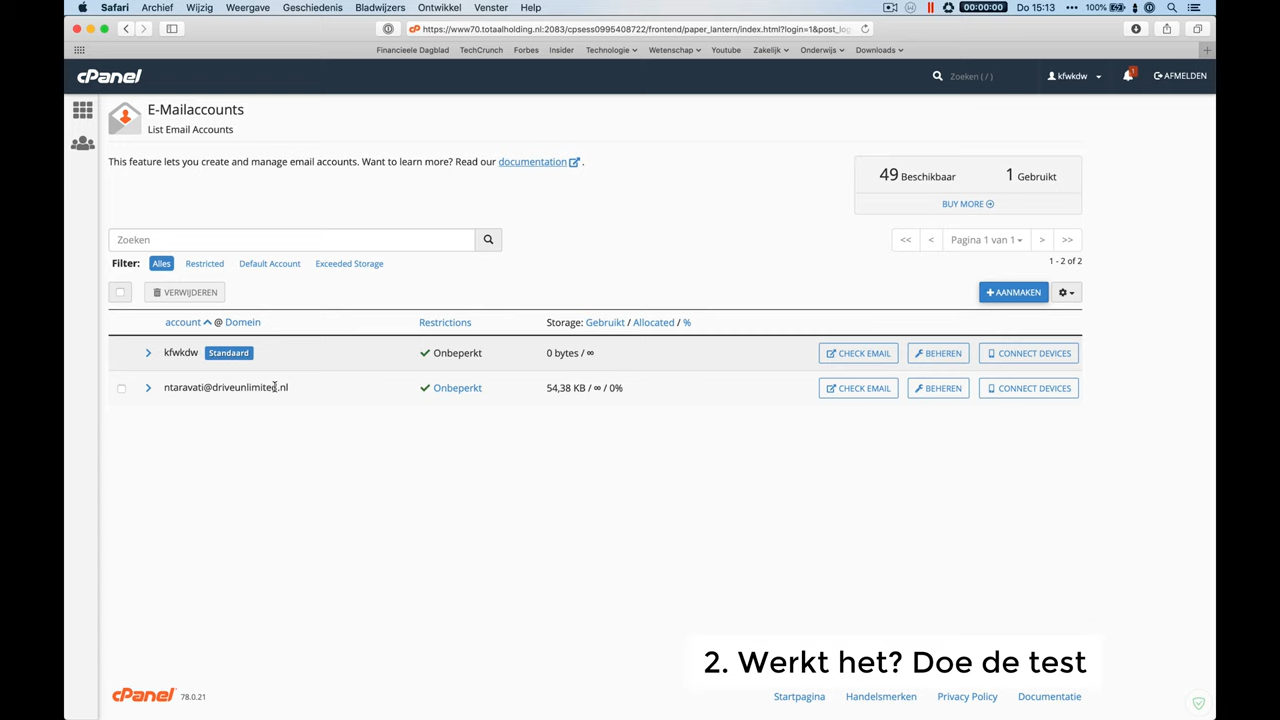 Safari Archief Wijzig Weergave Geschiedenis Bladwijzers Ontwikkel Venster Help 00:00:00 Do 15:13 100%
https://www70.totaalholding.nl:2083/cpsess0995408722/frontend/paper_lantern/index.html?login=1&post_log
Financieele Dagblad TechCrunch Forbes Insider Technologie Wetenschap Youtube Zakelijk Onderwijs Downloads
cPanel Zoeken ( / ) kfwkdw 1 AFMELDEN
E-Mailaccounts
List Email Accounts
This feature lets you create and manage email accounts. Want to learn more? Read our documentation .
49 Beschikbaar 1 Gebruikt
BUY MORE
Zoeken
<< < Pagina 1 van 1 > >>
Filter: Alles Restricted Default Account Exceeded Storage
1 - 2 of 2
VERWIJDEREN + AANMAKEN
account @ Domein Restrictions Storage: Gebruikt / Allocated / %
kfwkdw Standaard Onbeperkt 0 bytes / ∞ CHECK EMAIL BEHEREN CONNECT DEVICES
ntaravati@driveunlimited.nl Onbeperkt 54,38 KB / ∞ / 0% CHECK EMAIL BEHEREN CONNECT DEVICES
2. Werkt het? Doe de test
cPanel 78.0.21 Startpagina Handelsmerken Privacy Policy Documentatie